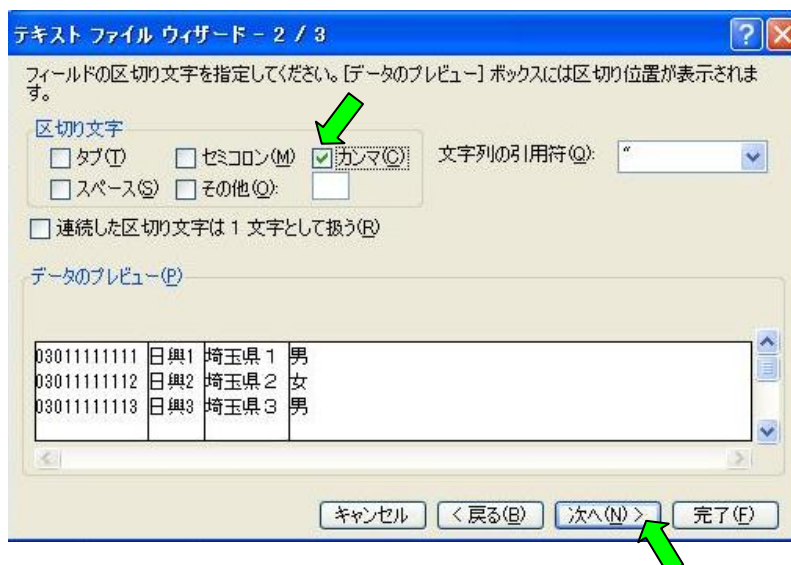 テキスト ファイル ウィザード - 2 / 3
フィールドの区切り文字を指定してください。[データのプレビュー] ボックスには区切り位置が表示されま
す。
区切り文字
タブ(T) セミコロン(M) カンマ(C) 文字列の引用符(Q): "
スペース(S) その他(O):
連続した区切り文字は 1 文字として扱う(R)
データのプレビュー(P)
03011111111 日興1 埼玉県１ 男
03011111112 日興2 埼玉県２ 女
03011111113 日興3 埼玉県３ 男
キャンセル < 戻る(B) 次へ(N) > 完了(F)